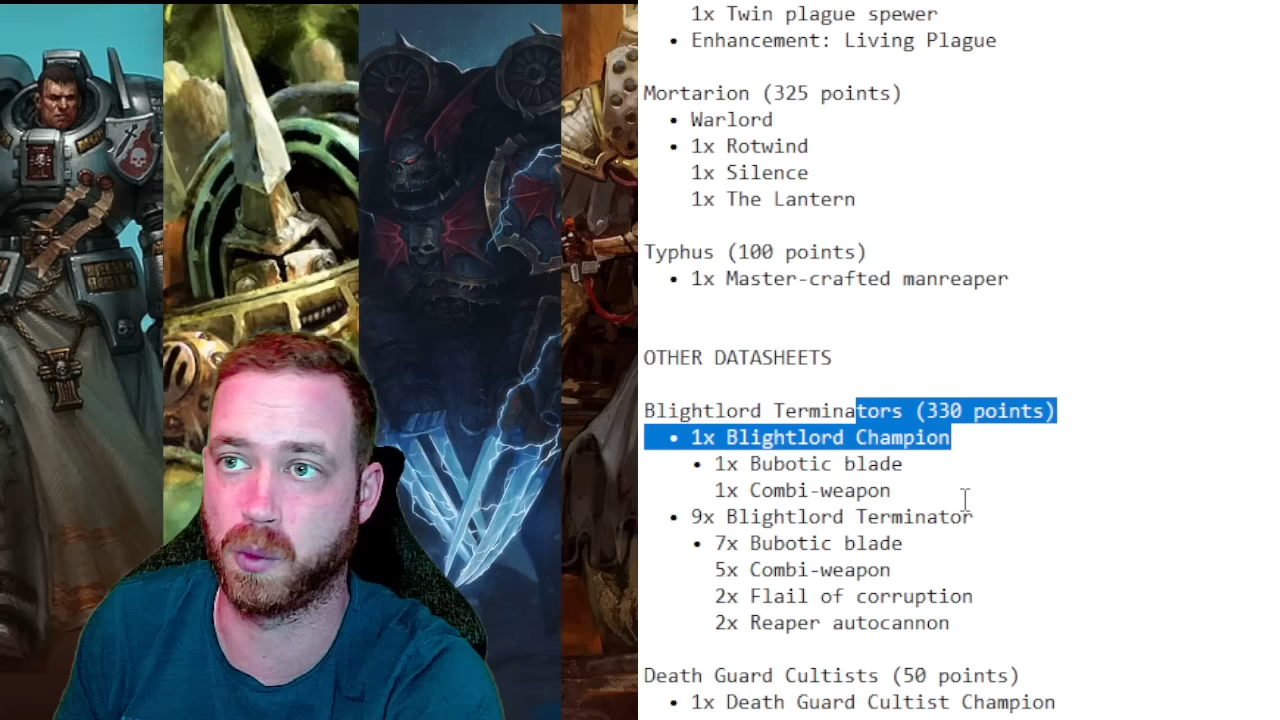 1x Twin plague spewer
• Enhancement: Living Plague
Mortarion (325 points)
• Warlord
• 1x Rotwind
1x Silence
1x The Lantern
Typhus (100 points)
• 1x Master-crafted manreaper
OTHER DATASHEETS
Blightlord Terminators (330 points)
• 1x Blightlord Champion
• 1x Bubotic blade
1x Combi-weapon
• 9x Blightlord Terminator
• 7x Bubotic blade
5x Combi-weapon
2x Flail of corruption
2x Reaper autocannon
Death Guard Cultists (50 points)
• 1x Death Guard Cultist Champion